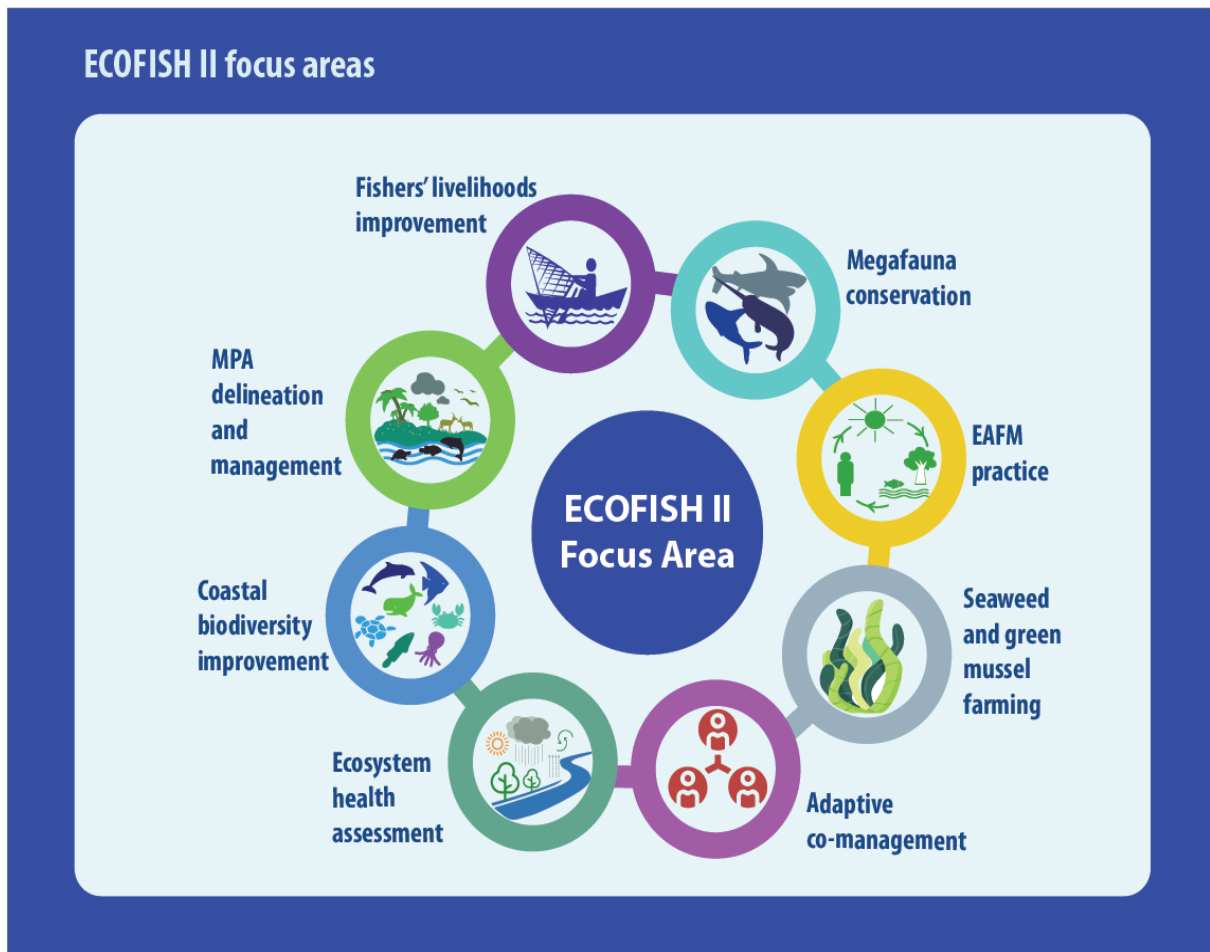 ECOFISH II focus areas
Fishers’ livelihoods
improvement
Megafauna
conservation
MPA
delineation
and
management
EAFM
practice
ECOFISH II
Focus Area
Coastal
biodiversity
improvement
Seaweed
and green
mussel
farming
Ecosystem
health
assessment
Adaptive
co-management